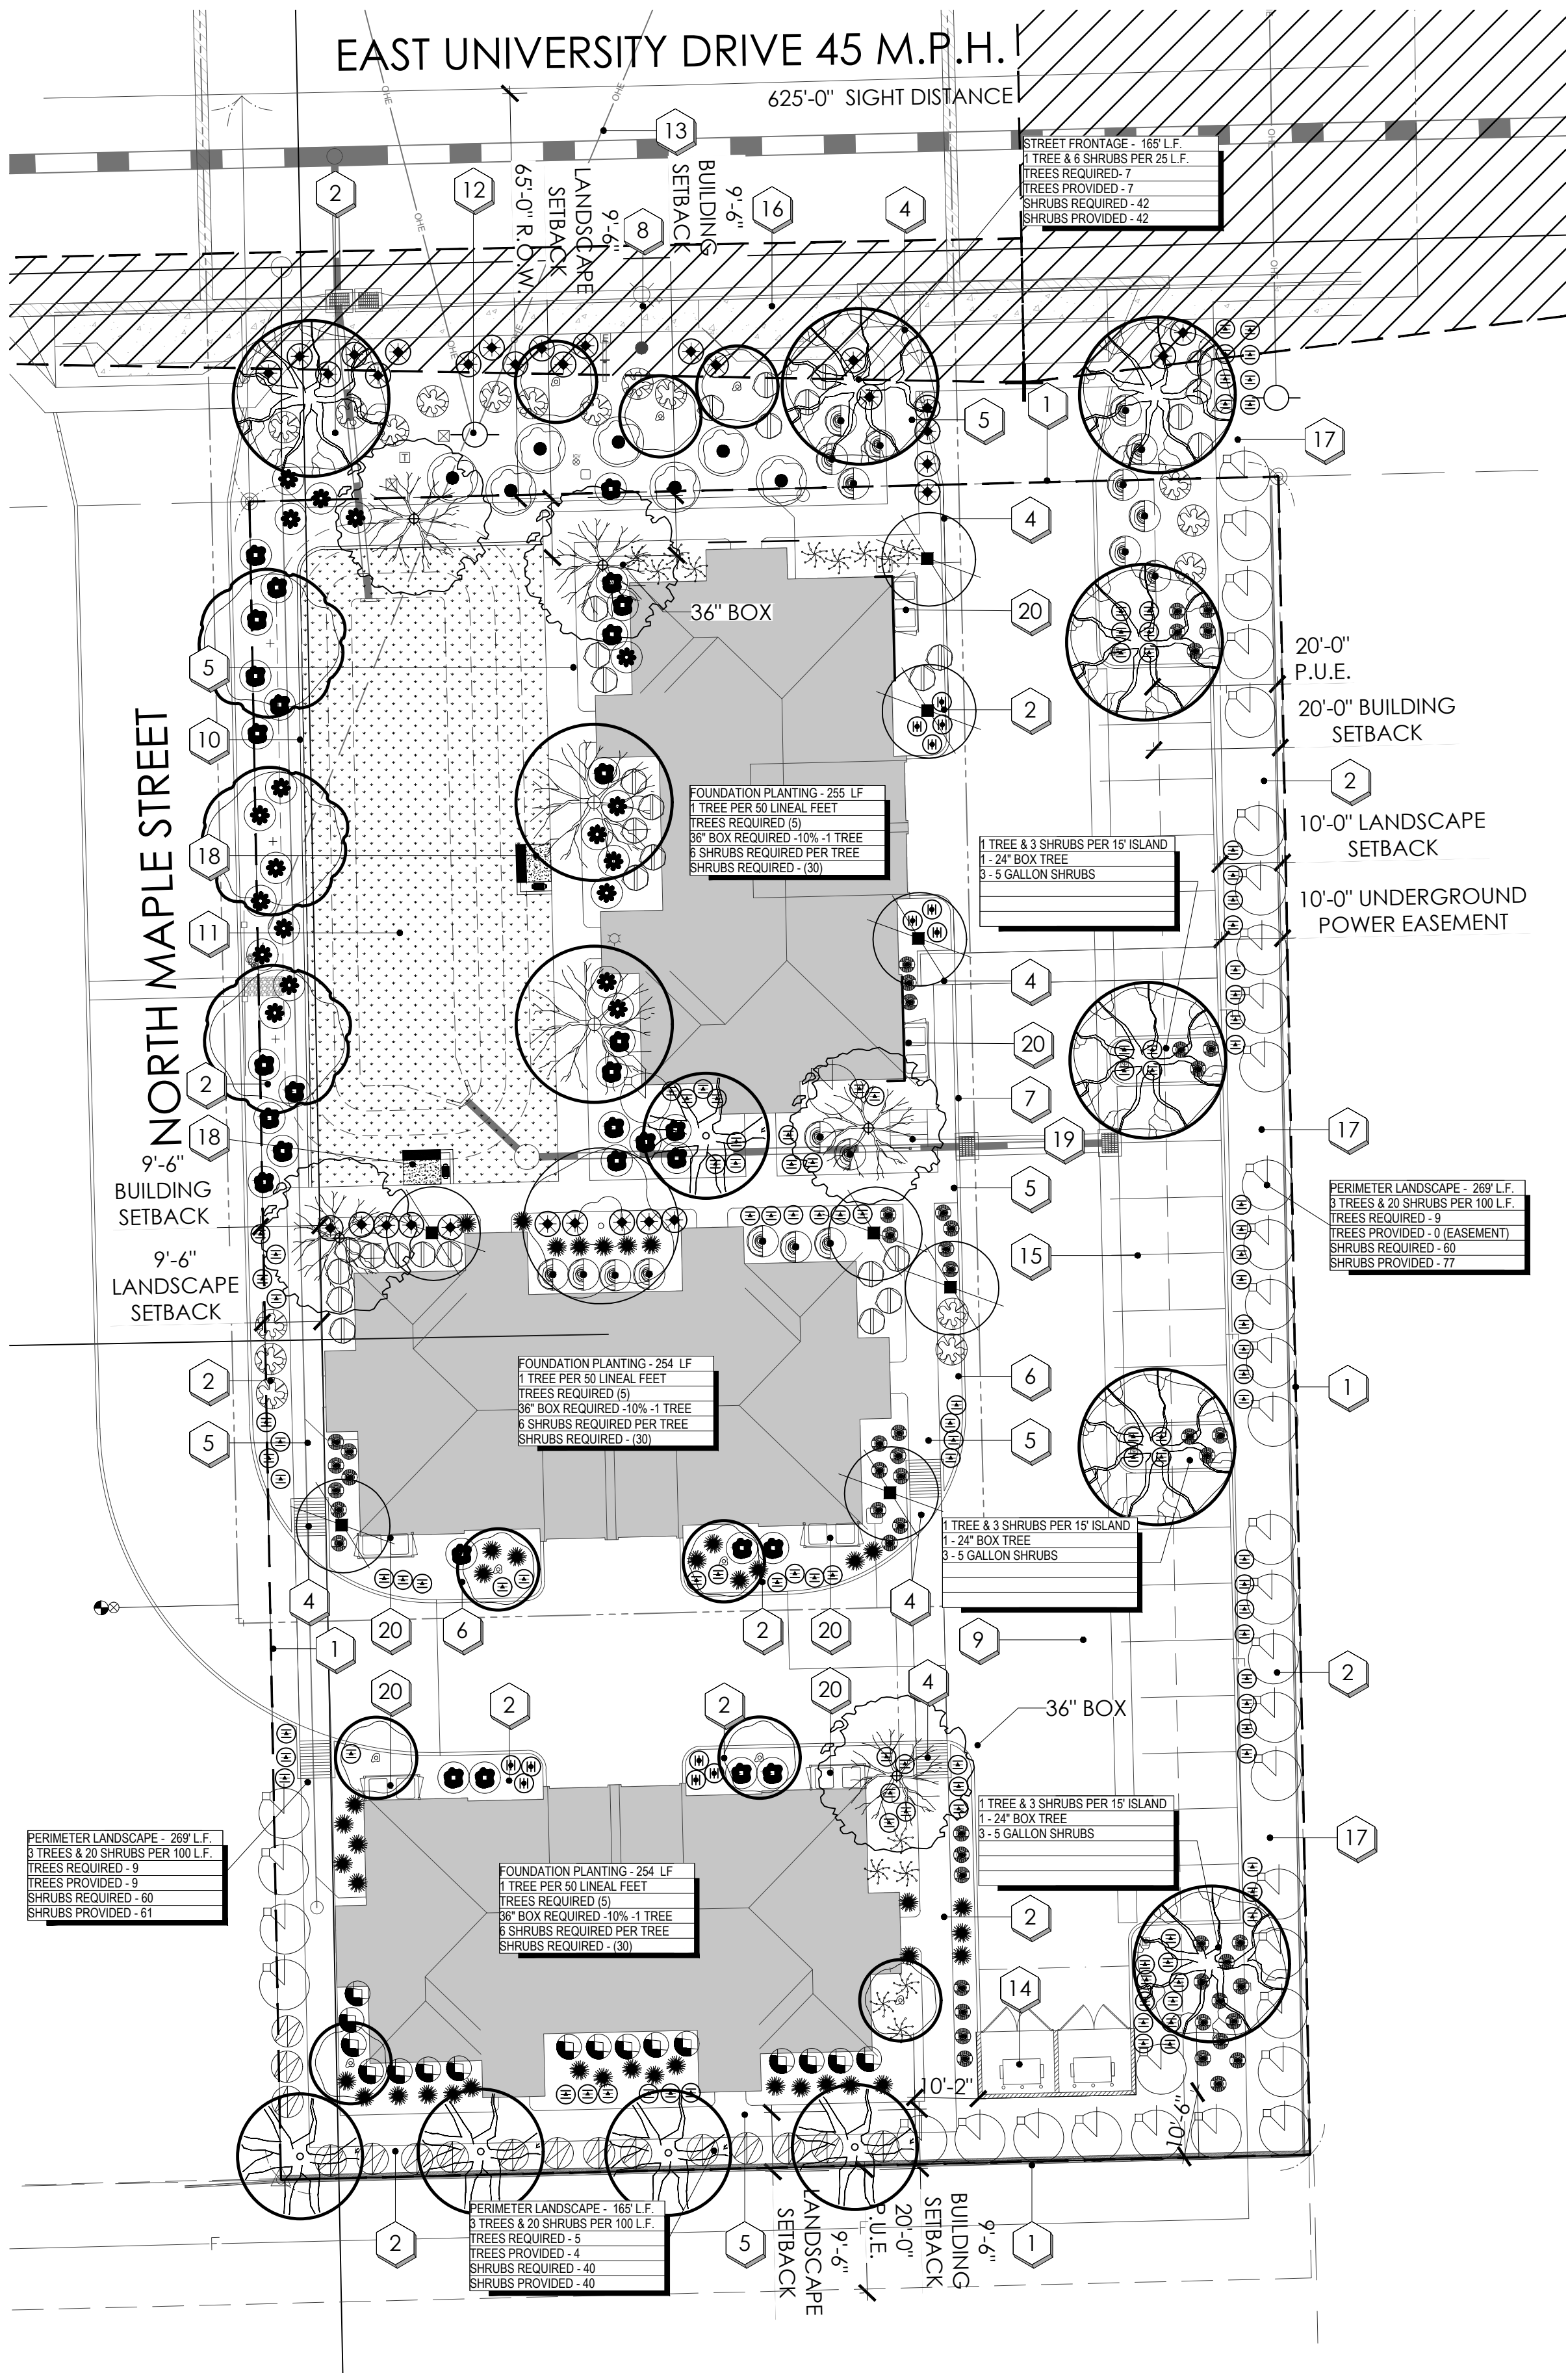 EAST UNIVERSITY DRIVE 45 M.P.H.
625'-0" SIGHT DISTANCE
OHE
OHE
OHE
OHE
OHE
OHE
OHE
OHE
13
2
12
65'-0" R.O.W.
9'-6"
LANDSCAPE
SETBACK
8
9'-6"
BUILDING
SETBACK
16
4
STREET FRONTAGE - 165' L.F.
1 TREE & 6 SHRUBS PER 25 L.F.
TREES REQUIRED- 7
TREES PROVIDED - 7
SHRUBS REQUIRED - 42
SHRUBS PROVIDED - 42
5
1
17
T
4
36" BOX
20
5
20'-0"
P.U.E.
2
20'-0" BUILDING
SETBACK
10
NORTH MAPLE STREET
2
FOUNDATION PLANTING - 255 LF
1 TREE PER 50 LINEAL FEET
TREES REQUIRED (5)
36" BOX REQUIRED -10% -1 TREE
6 SHRUBS REQUIRED PER TREE
SHRUBS REQUIRED - (30)
10'-0" LANDSCAPE
SETBACK
18
1 TREE & 3 SHRUBS PER 15' ISLAND
1 - 24" BOX TREE
3 - 5 GALLON SHRUBS
10'-0" UNDERGROUND
POWER EASEMENT
11
4
20
2
7
18
19
17
9'-6"
BUILDING
SETBACK
5
PERIMETER LANDSCAPE - 269' L.F.
3 TREES & 20 SHRUBS PER 100 L.F.
TREES REQUIRED - 9
TREES PROVIDED - 0 (EASEMENT)
SHRUBS REQUIRED - 60
SHRUBS PROVIDED - 77
9'-6"
LANDSCAPE
SETBACK
15
2
FOUNDATION PLANTING - 254 LF
1 TREE PER 50 LINEAL FEET
TREES REQUIRED (5)
36" BOX REQUIRED -10% -1 TREE
6 SHRUBS REQUIRED PER TREE
SHRUBS REQUIRED - (30)
6
1
5
5
1 TREE & 3 SHRUBS PER 15' ISLAND
1 - 24" BOX TREE
3 - 5 GALLON SHRUBS
4
20
6
2
20
4
1
9
20
2
2
20
4
2
36" BOX
1 TREE & 3 SHRUBS PER 15' ISLAND
1 - 24" BOX TREE
3 - 5 GALLON SHRUBS
17
PERIMETER LANDSCAPE - 269' L.F.
3 TREES & 20 SHRUBS PER 100 L.F.
TREES REQUIRED - 9
TREES PROVIDED - 9
SHRUBS REQUIRED - 60
SHRUBS PROVIDED - 61
FOUNDATION PLANTING - 254 LF
1 TREE PER 50 LINEAL FEET
TREES REQUIRED (5)
36" BOX REQUIRED -10% -1 TREE
6 SHRUBS REQUIRED PER TREE
SHRUBS REQUIRED - (30)
2
14
10'-2"
10'-6"
PERIMETER LANDSCAPE - 165' L.F.
3 TREES & 20 SHRUBS PER 100 L.F.
TREES REQUIRED - 5
TREES PROVIDED - 4
SHRUBS REQUIRED - 40
SHRUBS PROVIDED - 40
F
2
5
9'-6"
LANDSCAPE
SETBACK
F
20'-0"
P.U.E.
9'-6"
BUILDING
SETBACK
1